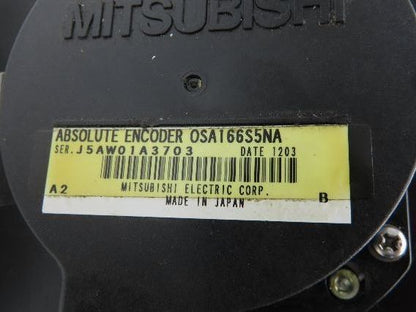 MITSUBISHI
ABSOLUTE ENCODER OSA166S5NA
SER. J5AW01A3703 DATE 1203
A2 MITSUBISHI ELECTRIC CORP. B
MADE IN JAPAN